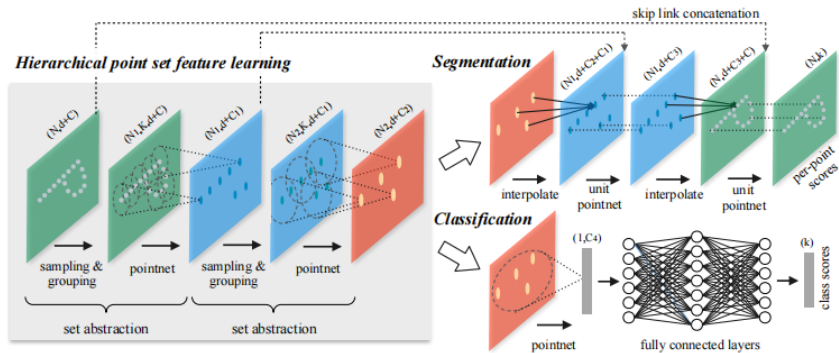 skip link concatenation
Hierarchical point set feature learning
(N,d+C)
(N1,K,d+C)
(N1,d+C1)
(N2,K,d+C1)
(N2,d+C2)
sampling & grouping
pointnet
sampling & grouping
pointnet
set abstraction
set abstraction
Segmentation
(N1,d+C2+C1)
(N1,d+C3)
(N,d+C3+C)
(N,k)
interpolate
unit pointnet
interpolate
unit pointnet
per-point scores
Classification
(1,C4)
(k)
class scores
pointnet
fully connected layers